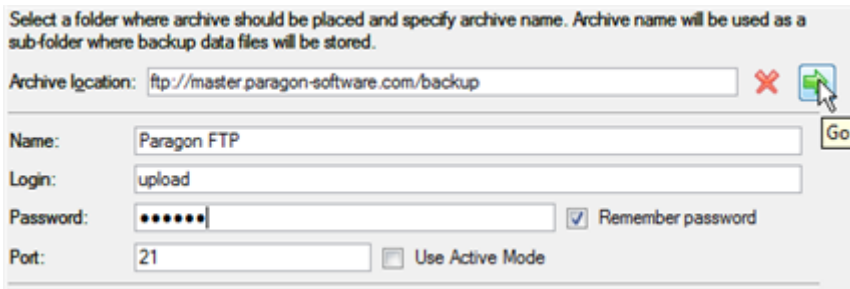 Select a folder where archive should be placed and specify archive name. Archive name will be used as a
sub-folder where backup data files will be stored.
Archive location: ftp://master.paragon-software.com/backup
Go
Name: Paragon FTP
Login: upload
Password: ●●●●●● Remember password
Port: 21 Use Active Mode